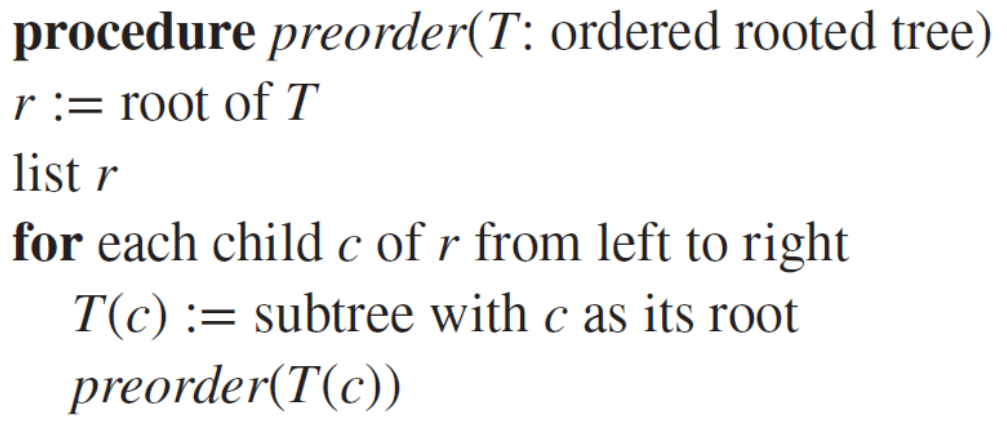 procedure preorder(T: ordered rooted tree)
r := root of T
list r
for each child c of r from left to right
T(c) := subtree with c as its root
preorder(T(c))